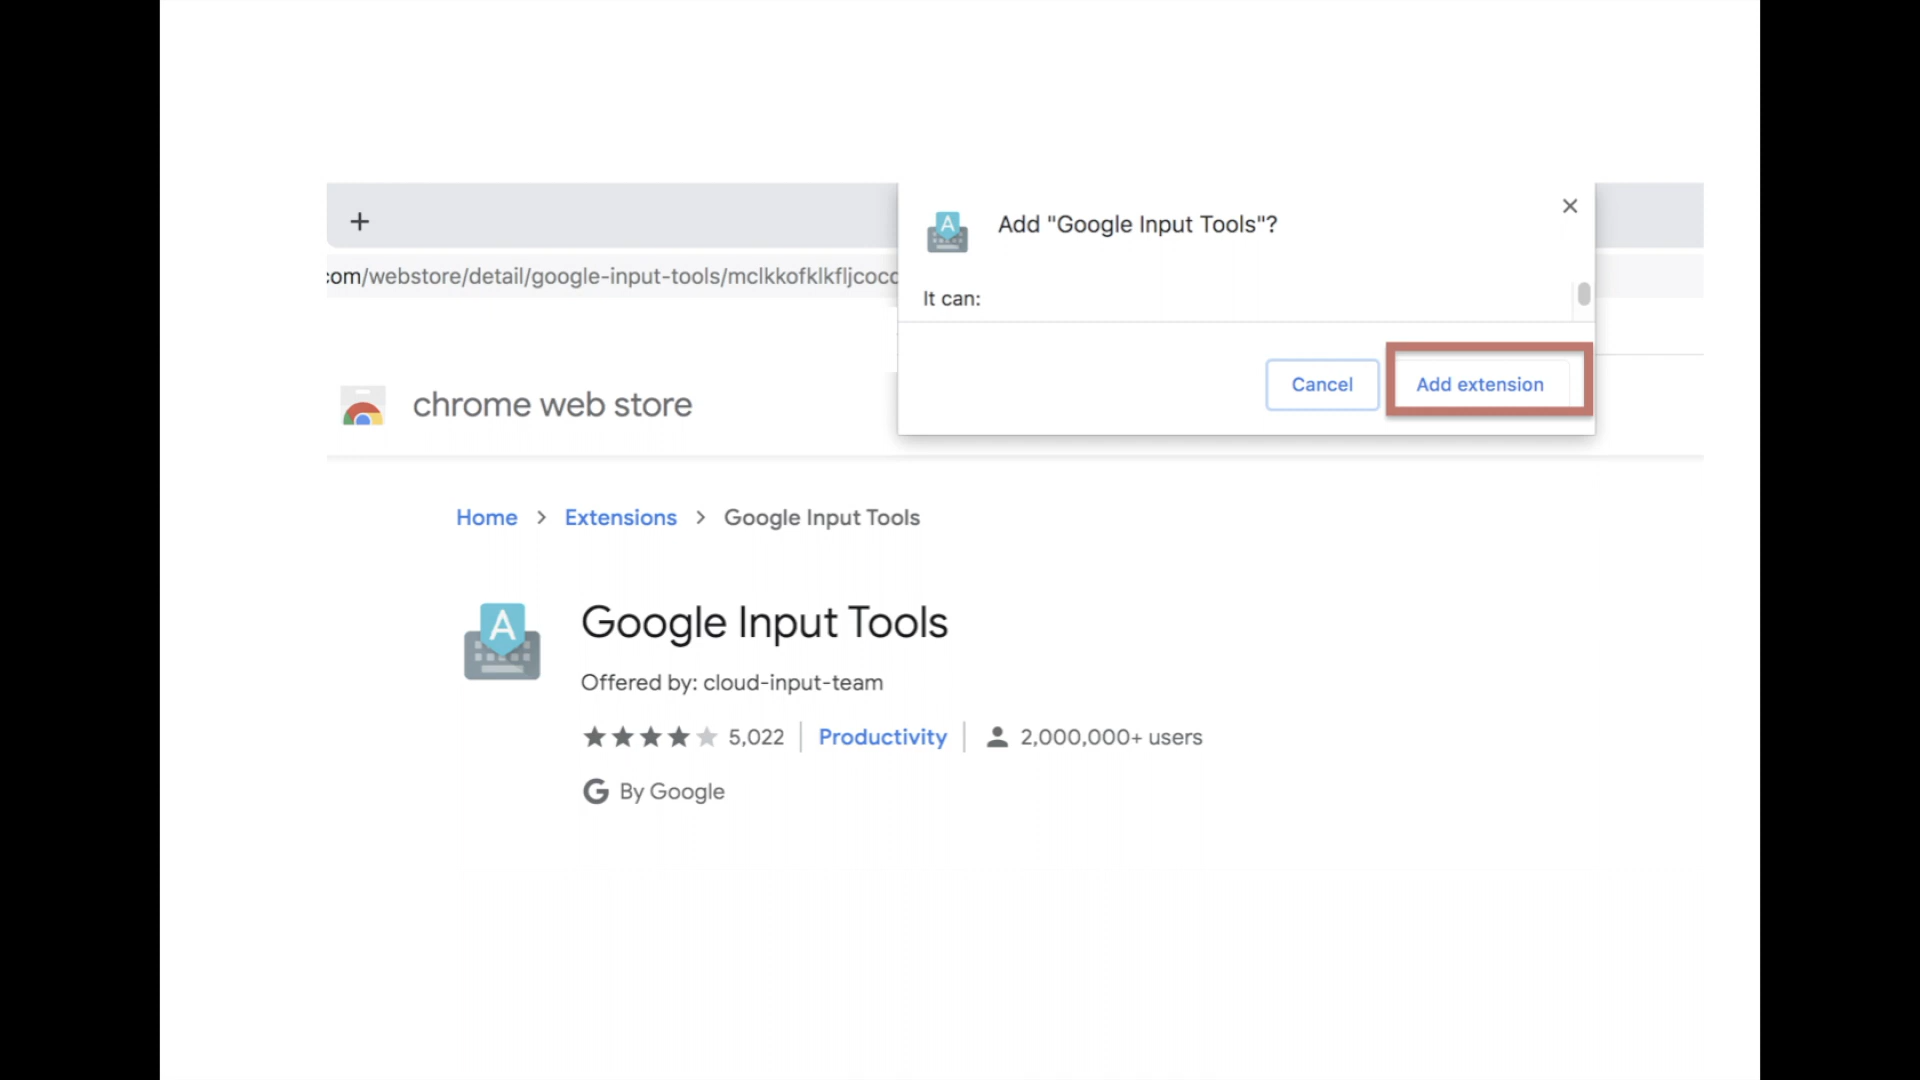 Add "Google Input Tools"?
com/webstore/detail/google-input-tools/mclkkofklkfljcocc
It can:
Cancel Add extension
chrome web store
Home > Extensions > Google Input Tools
A
Google Input Tools
Offered by: cloud-input-team
5,022 | Productivity | 2,000,000+ users
G By Google